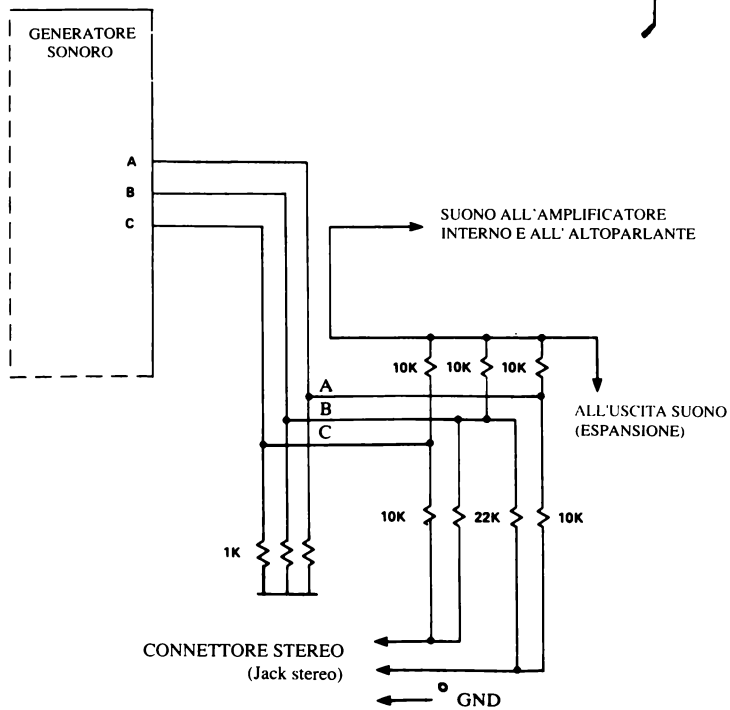 GENERATORE
SONORO
A
B
C
SUONO ALL'AMPLIFICATORE
INTERNO E ALL' ALTOPARLANTE
10K 10K 10K
A
B
C
ALL'USCITA SUONO
(ESPANSIONE)
10K 22K 10K
1K
CONNETTORE STEREO
(Jack stereo)
GND